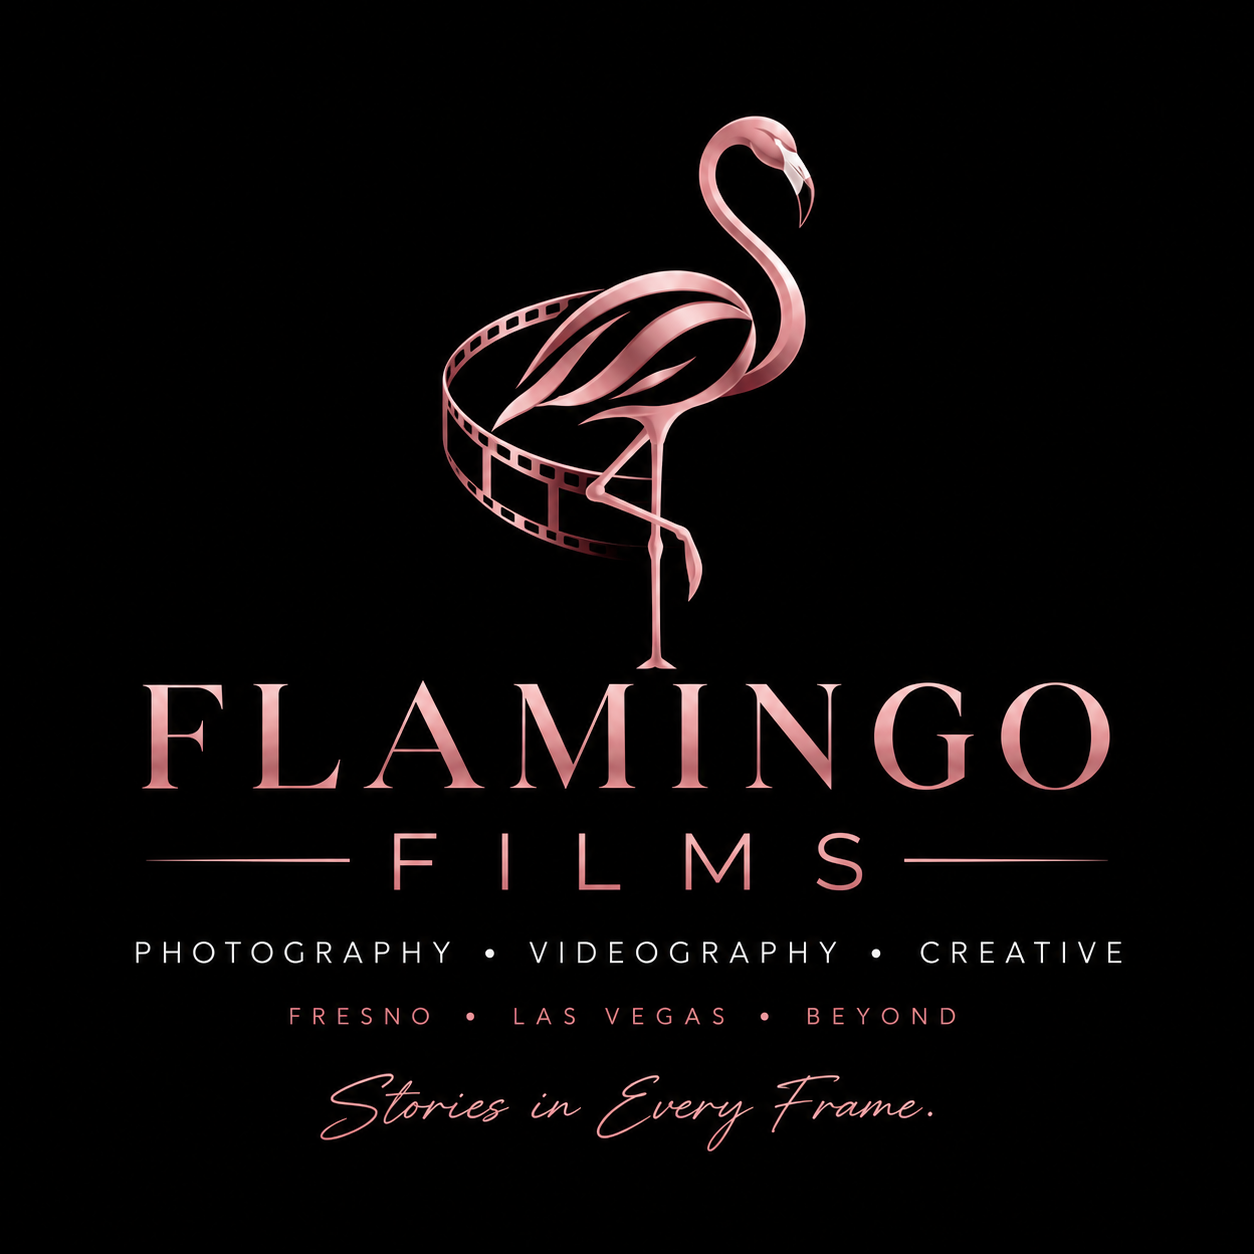 FLAMINGO
FILMS
PHOTOGRAPHY • VIDEOGRAPHY • CREATIVE
FRESNO • LAS VEGAS • BEYOND
Stories in Every Frame.